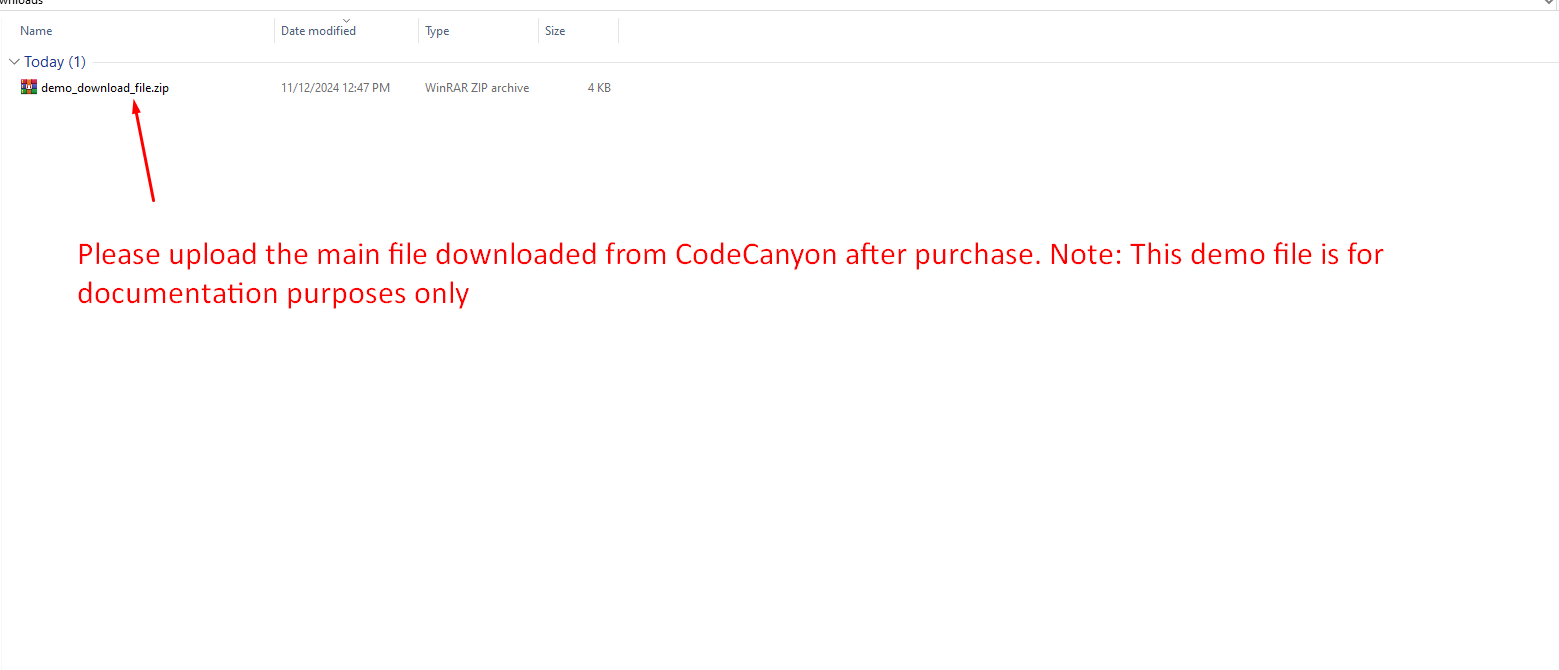 Name Date modified Type Size
Today (1)
demo_download_file.zip 11/12/2024 12:47 PM WinRAR ZIP archive 4 KB
Please upload the main file downloaded from CodeCanyon after purchase. Note: This demo file is for
documentation purposes only